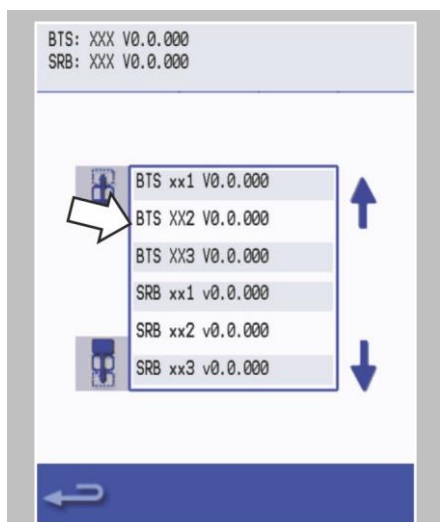 BTS: XXX V0.0.000
SRB: XXX V0.0.000
BTS xx1 V0.0.000
BTS XX2 V0.0.000
BTS XX3 V0.0.000
SRB xx1 v0.0.000
SRB xx2 v0.0.000
SRB xx3 v0.0.000